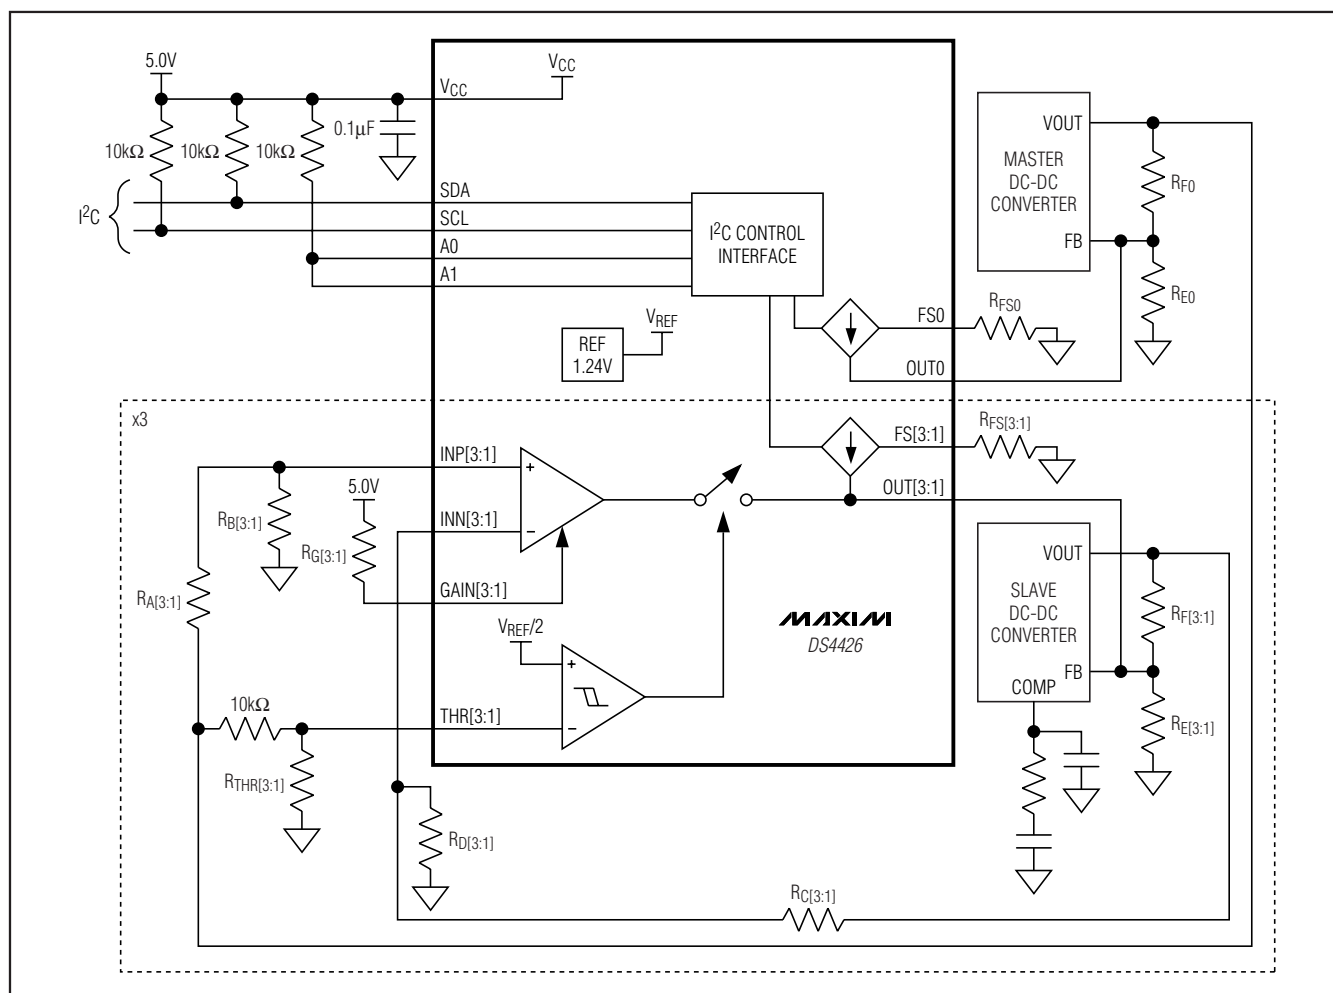 5.0V
VCC
VCC
0.1µF
10kΩ
10kΩ
10kΩ
I²C
SDA
SCL
A0
A1
I²C CONTROL
INTERFACE
VOUT
MASTER
DC-DC
CONVERTER
FB
RF0
RE0
FS0
RFS0
OUT0
VREF
REF
1.24V
x3
FS[3:1]
RFS[3:1]
OUT[3:1]
INP[3:1]
+
5.0V
RB[3:1]
INN[3:1]
−
RG[3:1]
GAIN[3:1]
RA[3:1]
VREF/2
+
MAXIM
DS4426
VOUT
SLAVE
DC-DC
CONVERTER
FB
COMP
RF[3:1]
RE[3:1]
10kΩ
THR[3:1]
−
RTHR[3:1]
RD[3:1]
RC[3:1]